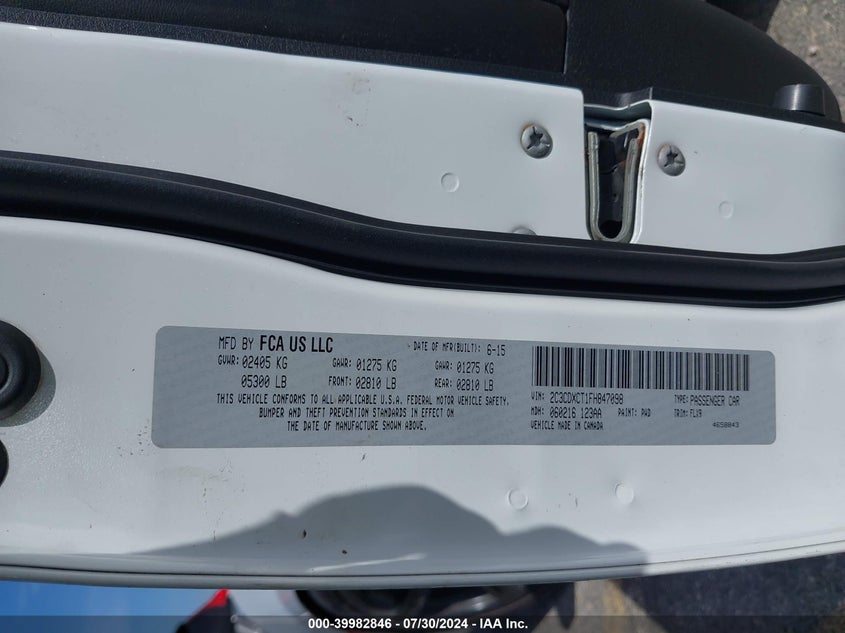 MFD BY FCA US LLC
DATE OF MFR(BUILT): 6-15
GVWR: 02405 KG GAWR: 01275 KG GAWR: 01275 KG
05300 LB FRONT: 02810 LB REAR: 02810 LB
THIS VEHICLE CONFORMS TO ALL APPLICABLE U.S.A. FEDERAL MOTOR VEHICLE SAFETY,
BUMPER AND THEFT PREVENTION STANDARDS IN EFFECT ON
THE DATE OF MANUFACTURE SHOWN ABOVE.
VIN: 2C3CDXCT1FH847098 TYPE: PASSENGER CAR
MDH: 060216 123AA PAINT: PWD TRIM: FLX9
VEHICLE MADE IN CANADA 4658843
000-39982846 - 07/30/2024 - IAA Inc.